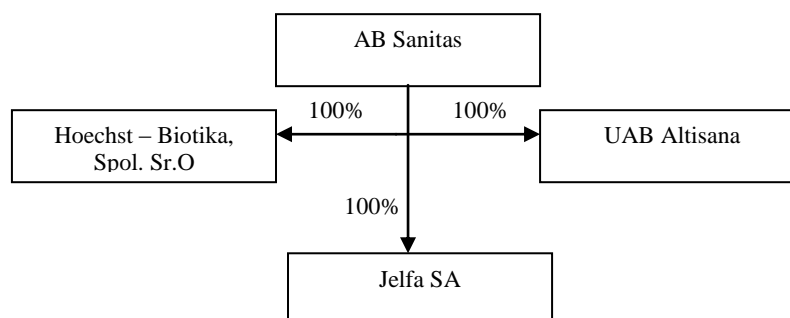 AB Sanitas
100%
100%
Hoechst – Biotika,
Spol. Sr.O
UAB Altisana
100%
Jelfa SA